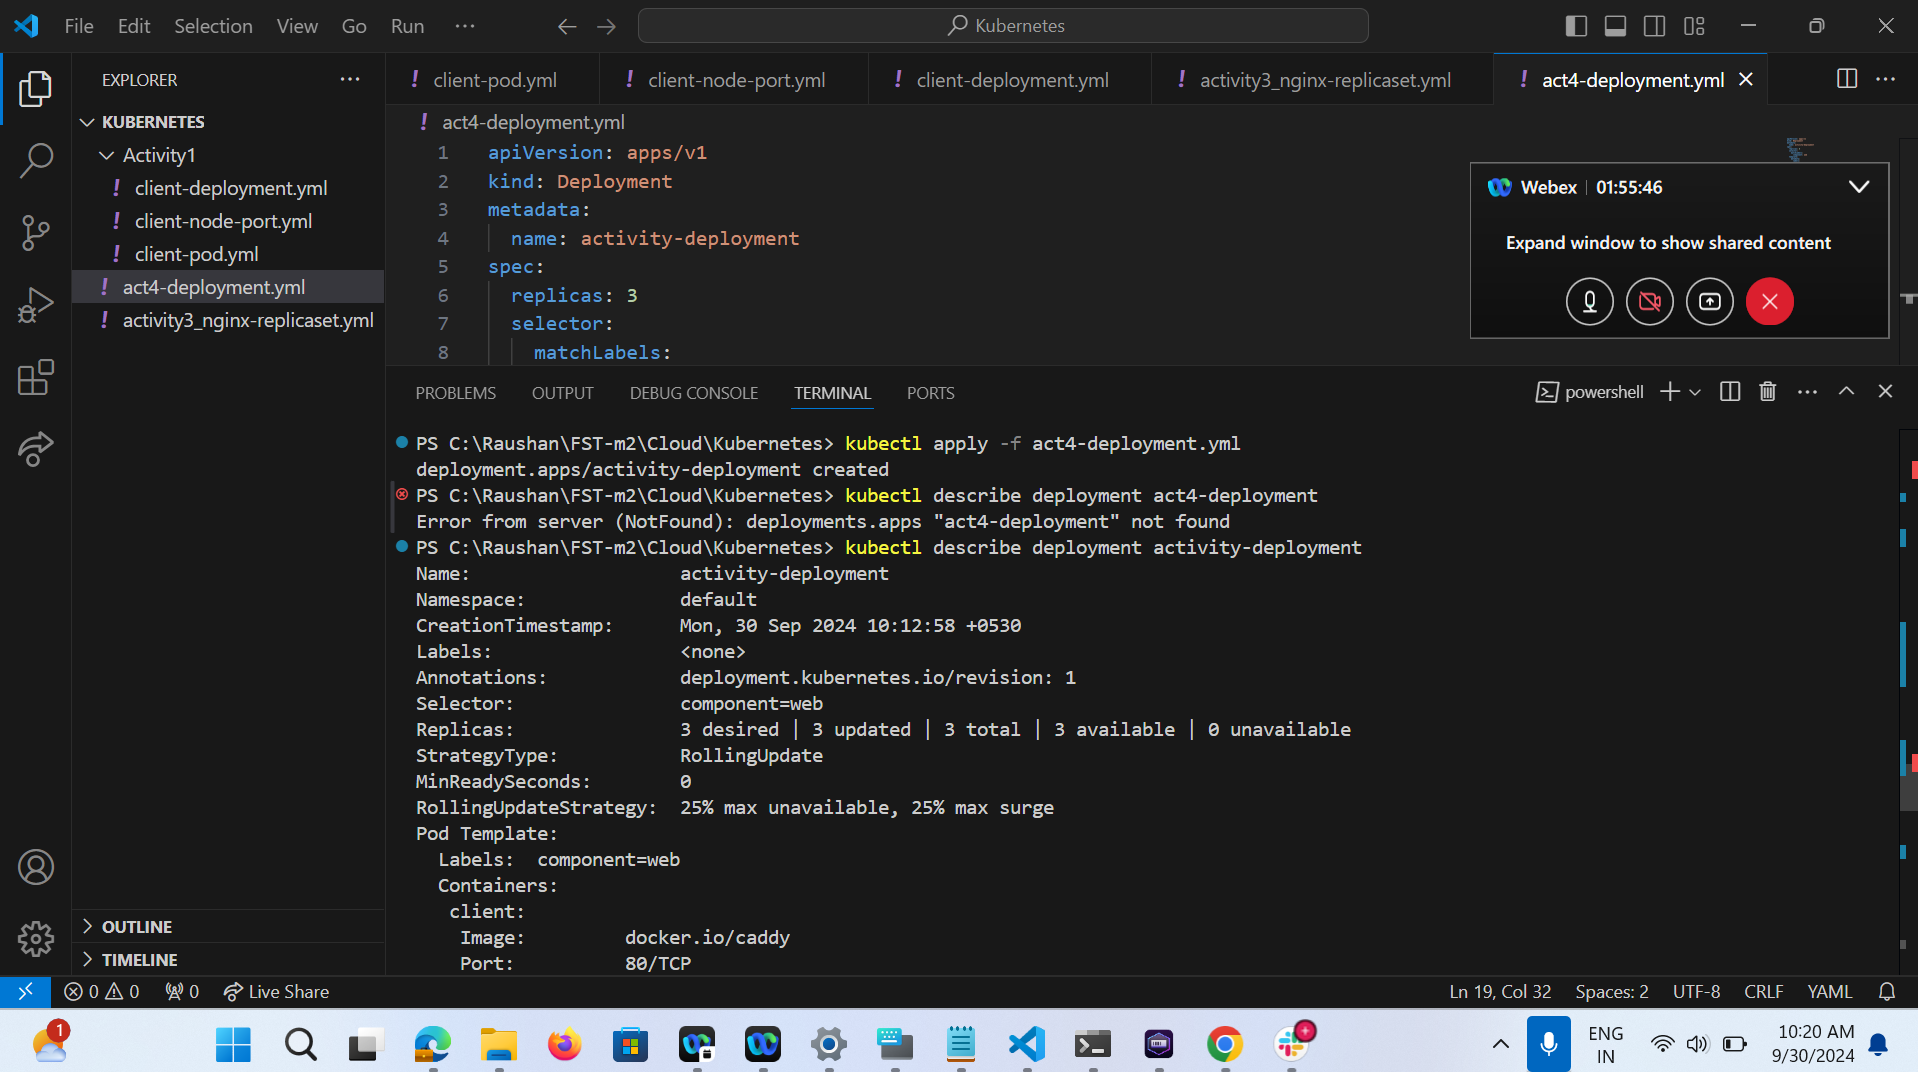 File Edit Selection View Go Run ··· Kubernetes
EXPLORER ···
KUBERNETES
Activity1
! client-deployment.yml
! client-node-port.yml
! client-pod.yml
! act4-deployment.yml
! activity3_nginx-replicaset.yml
OUTLINE
TIMELINE
! client-pod.yml ! client-node-port.yml ! client-deployment.yml ! activity3_nginx-replicaset.yml ! act4-deployment.yml ···
! act4-deployment.yml
1 apiVersion: apps/v1
2 kind: Deployment
3 metadata:
4 name: activity-deployment
5 spec:
6 replicas: 3
7 selector:
8 matchLabels:
Webex | 01:55:46
Expand window to show shared content
PROBLEMS OUTPUT DEBUG CONSOLE TERMINAL PORTS powershell ···
PS C:\Raushan\FST-m2\Cloud\Kubernetes> kubectl apply -f act4-deployment.yml
deployment.apps/activity-deployment created
PS C:\Raushan\FST-m2\Cloud\Kubernetes> kubectl describe deployment act4-deployment
Error from server (NotFound): deployments.apps "act4-deployment" not found
PS C:\Raushan\FST-m2\Cloud\Kubernetes> kubectl describe deployment activity-deployment
Name: activity-deployment
Namespace: default
CreationTimestamp: Mon, 30 Sep 2024 10:12:58 +0530
Labels: <none>
Annotations: deployment.kubernetes.io/revision: 1
Selector: component=web
Replicas: 3 desired | 3 updated | 3 total | 3 available | 0 unavailable
StrategyType: RollingUpdate
MinReadySeconds: 0
RollingUpdateStrategy: 25% max unavailable, 25% max surge
Pod Template:
Labels: component=web
Containers:
client:
Image: docker.io/caddy
Port: 80/TCP
0 0 0 Live Share Ln 19, Col 32 Spaces: 2 UTF-8 CRLF YAML
1
ENG
IN
10:20 AM
9/30/2024